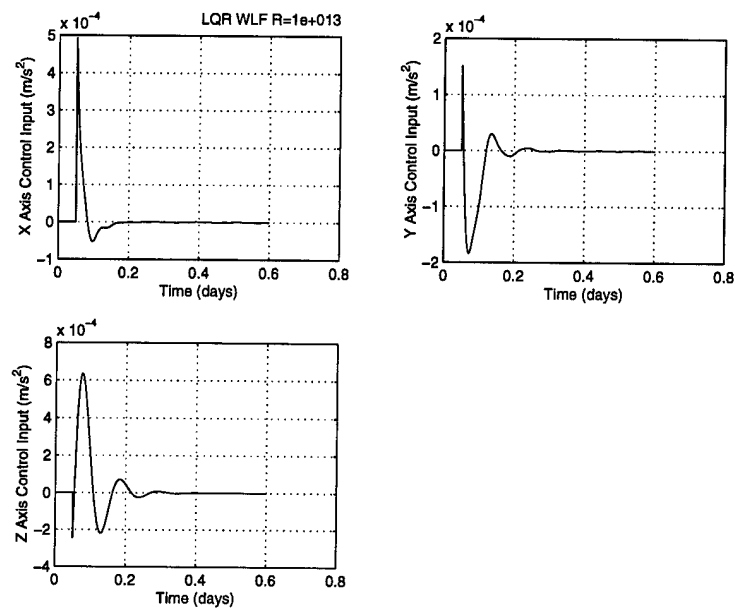 LQR WLF R=1e+013
x 10⁻⁴
5
4
3
2
1
0
−1
X Axis Control Input (m/s²)
0 0.2 0.4 0.6 0.8
Time (days)
x 10⁻⁴
2
1
0
−1
−2
Y Axis Control Input (m/s²)
0 0.2 0.4 0.6 0.8
Time (days)
x 10⁻⁴
8
6
4
2
0
−2
−4
Z Axis Control Input (m/s²)
0 0.2 0.4 0.6 0.8
Time (days)